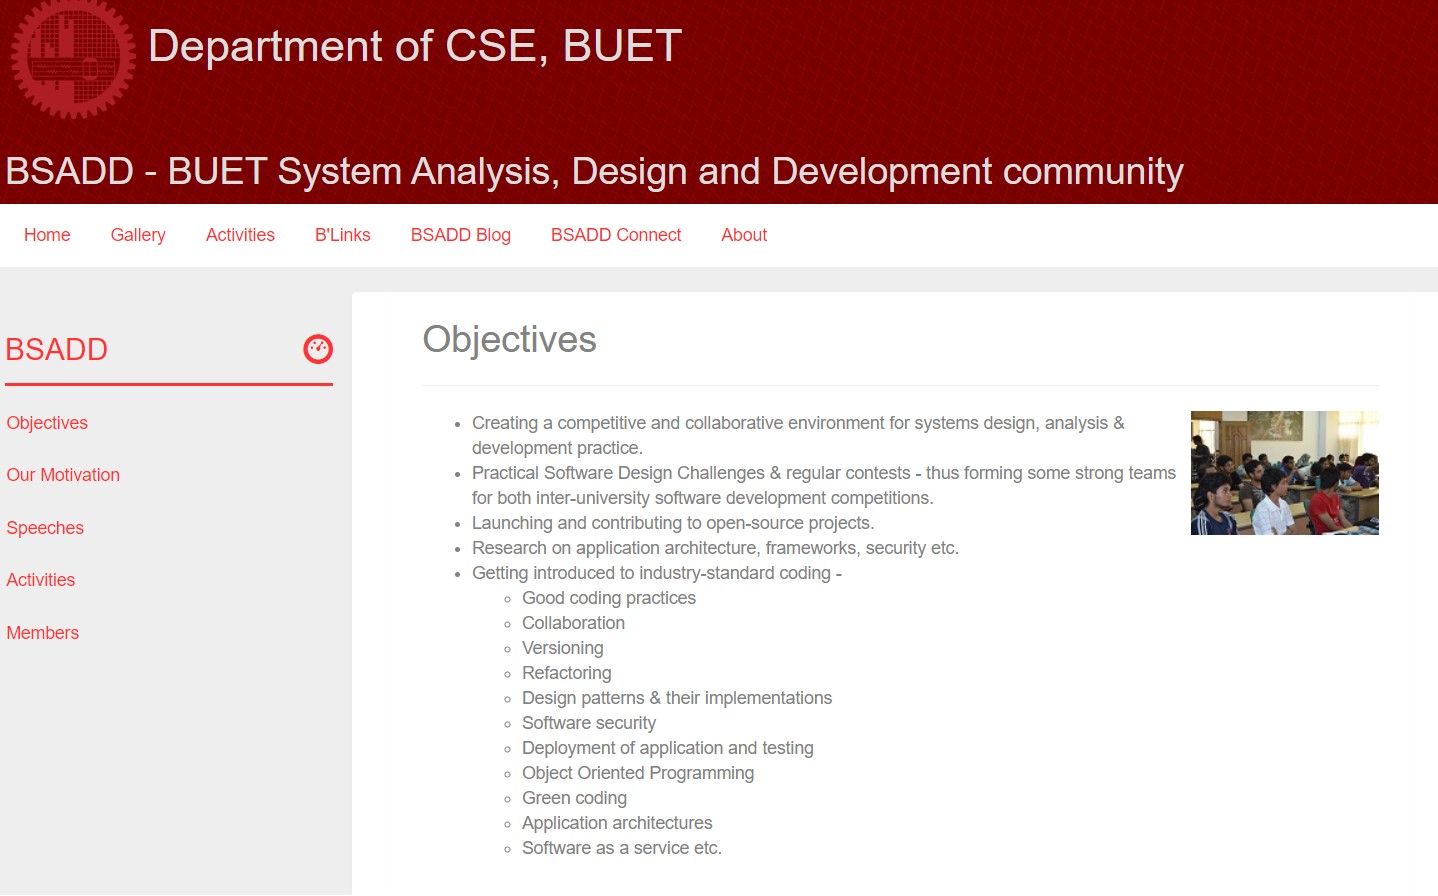 Department of CSE, BUET
BSADD - BUET System Analysis, Design and Development community
Home Gallery Activities B'Links BSADD Blog BSADD Connect About
BSADD
Objectives
Our Motivation
Speeches
Activities
Members
Objectives
Creating a competitive and collaborative environment for systems design, analysis &
development practice.
Practical Software Design Challenges & regular contests - thus forming some strong teams
for both inter-university software development competitions.
Launching and contributing to open-source projects.
Research on application architecture, frameworks, security etc.
Getting introduced to industry-standard coding -
Good coding practices
Collaboration
Versioning
Refactoring
Design patterns & their implementations
Software security
Deployment of application and testing
Object Oriented Programming
Green coding
Application architectures
Software as a service etc.